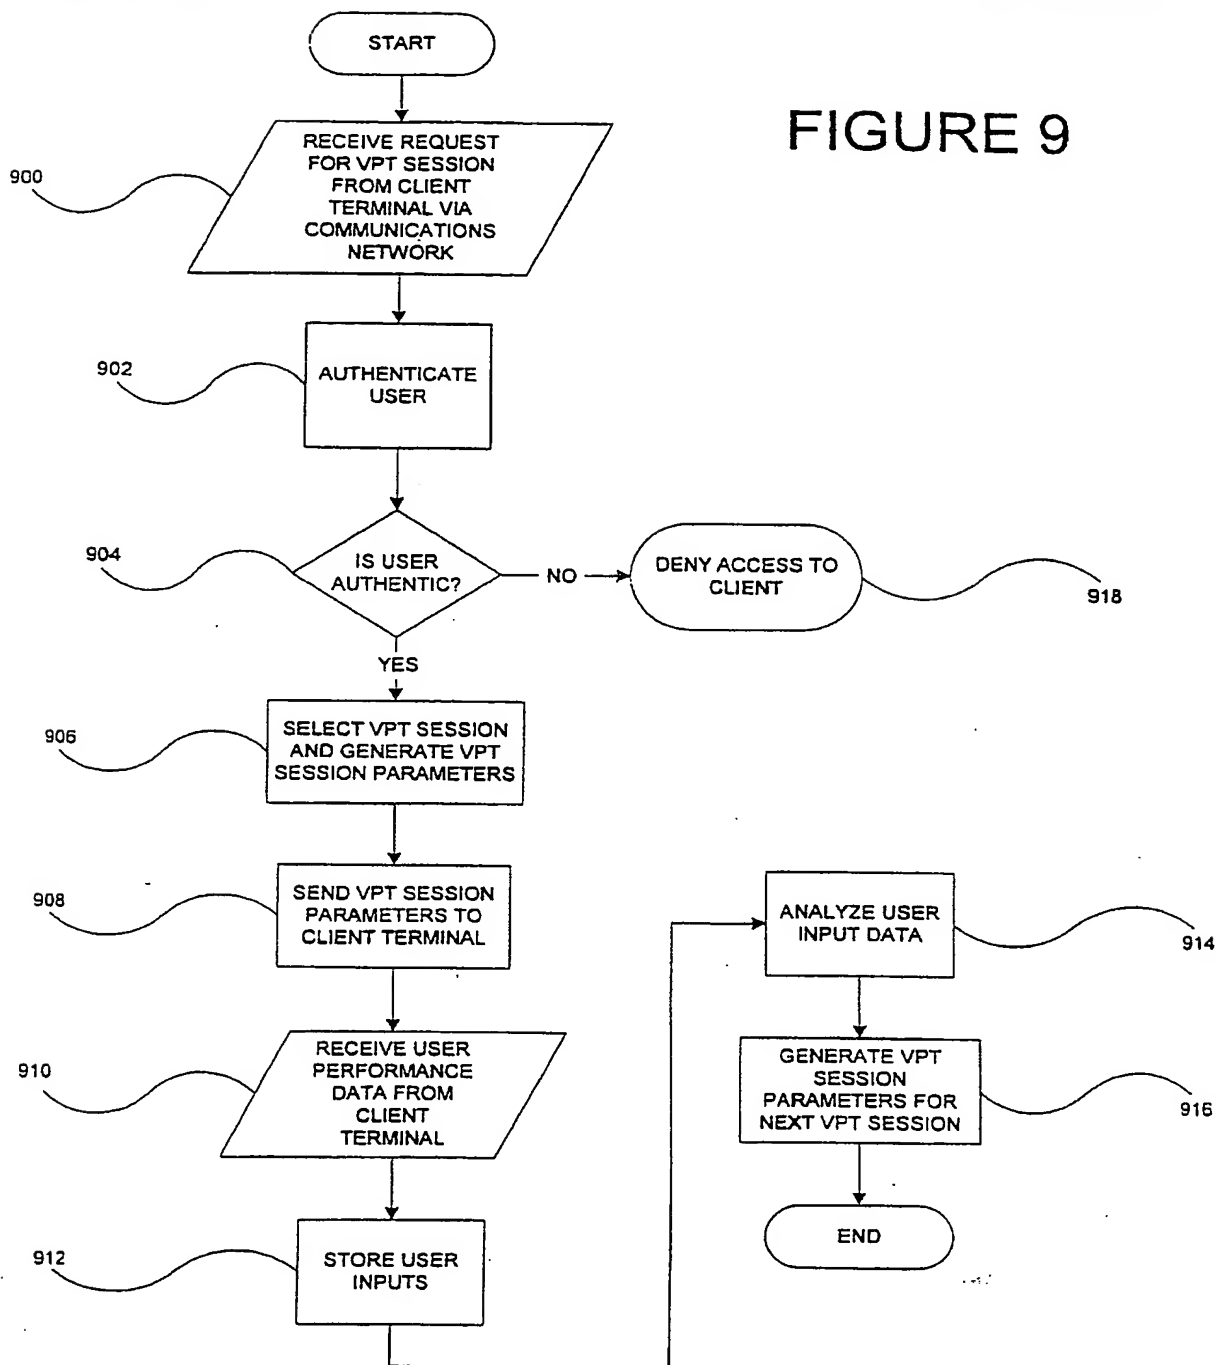 START
FIGURE 9
RECEIVE REQUEST
FOR VPT SESSION
FROM CLIENT
TERMINAL VIA
COMMUNICATIONS
NETWORK
900
AUTHENTICATE
USER
902
IS USER
AUTHENTIC?
904
NO
DENY ACCESS TO
CLIENT
918
YES
SELECT VPT SESSION
AND GENERATE VPT
SESSION PARAMETERS
906
SEND VPT SESSION
PARAMETERS TO
CLIENT TERMINAL
908
RECEIVE USER
PERFORMANCE
DATA FROM
CLIENT
TERMINAL
910
STORE USER
INPUTS
912
ANALYZE USER
INPUT DATA
914
GENERATE VPT
SESSION
PARAMETERS FOR
NEXT VPT SESSION
916
END